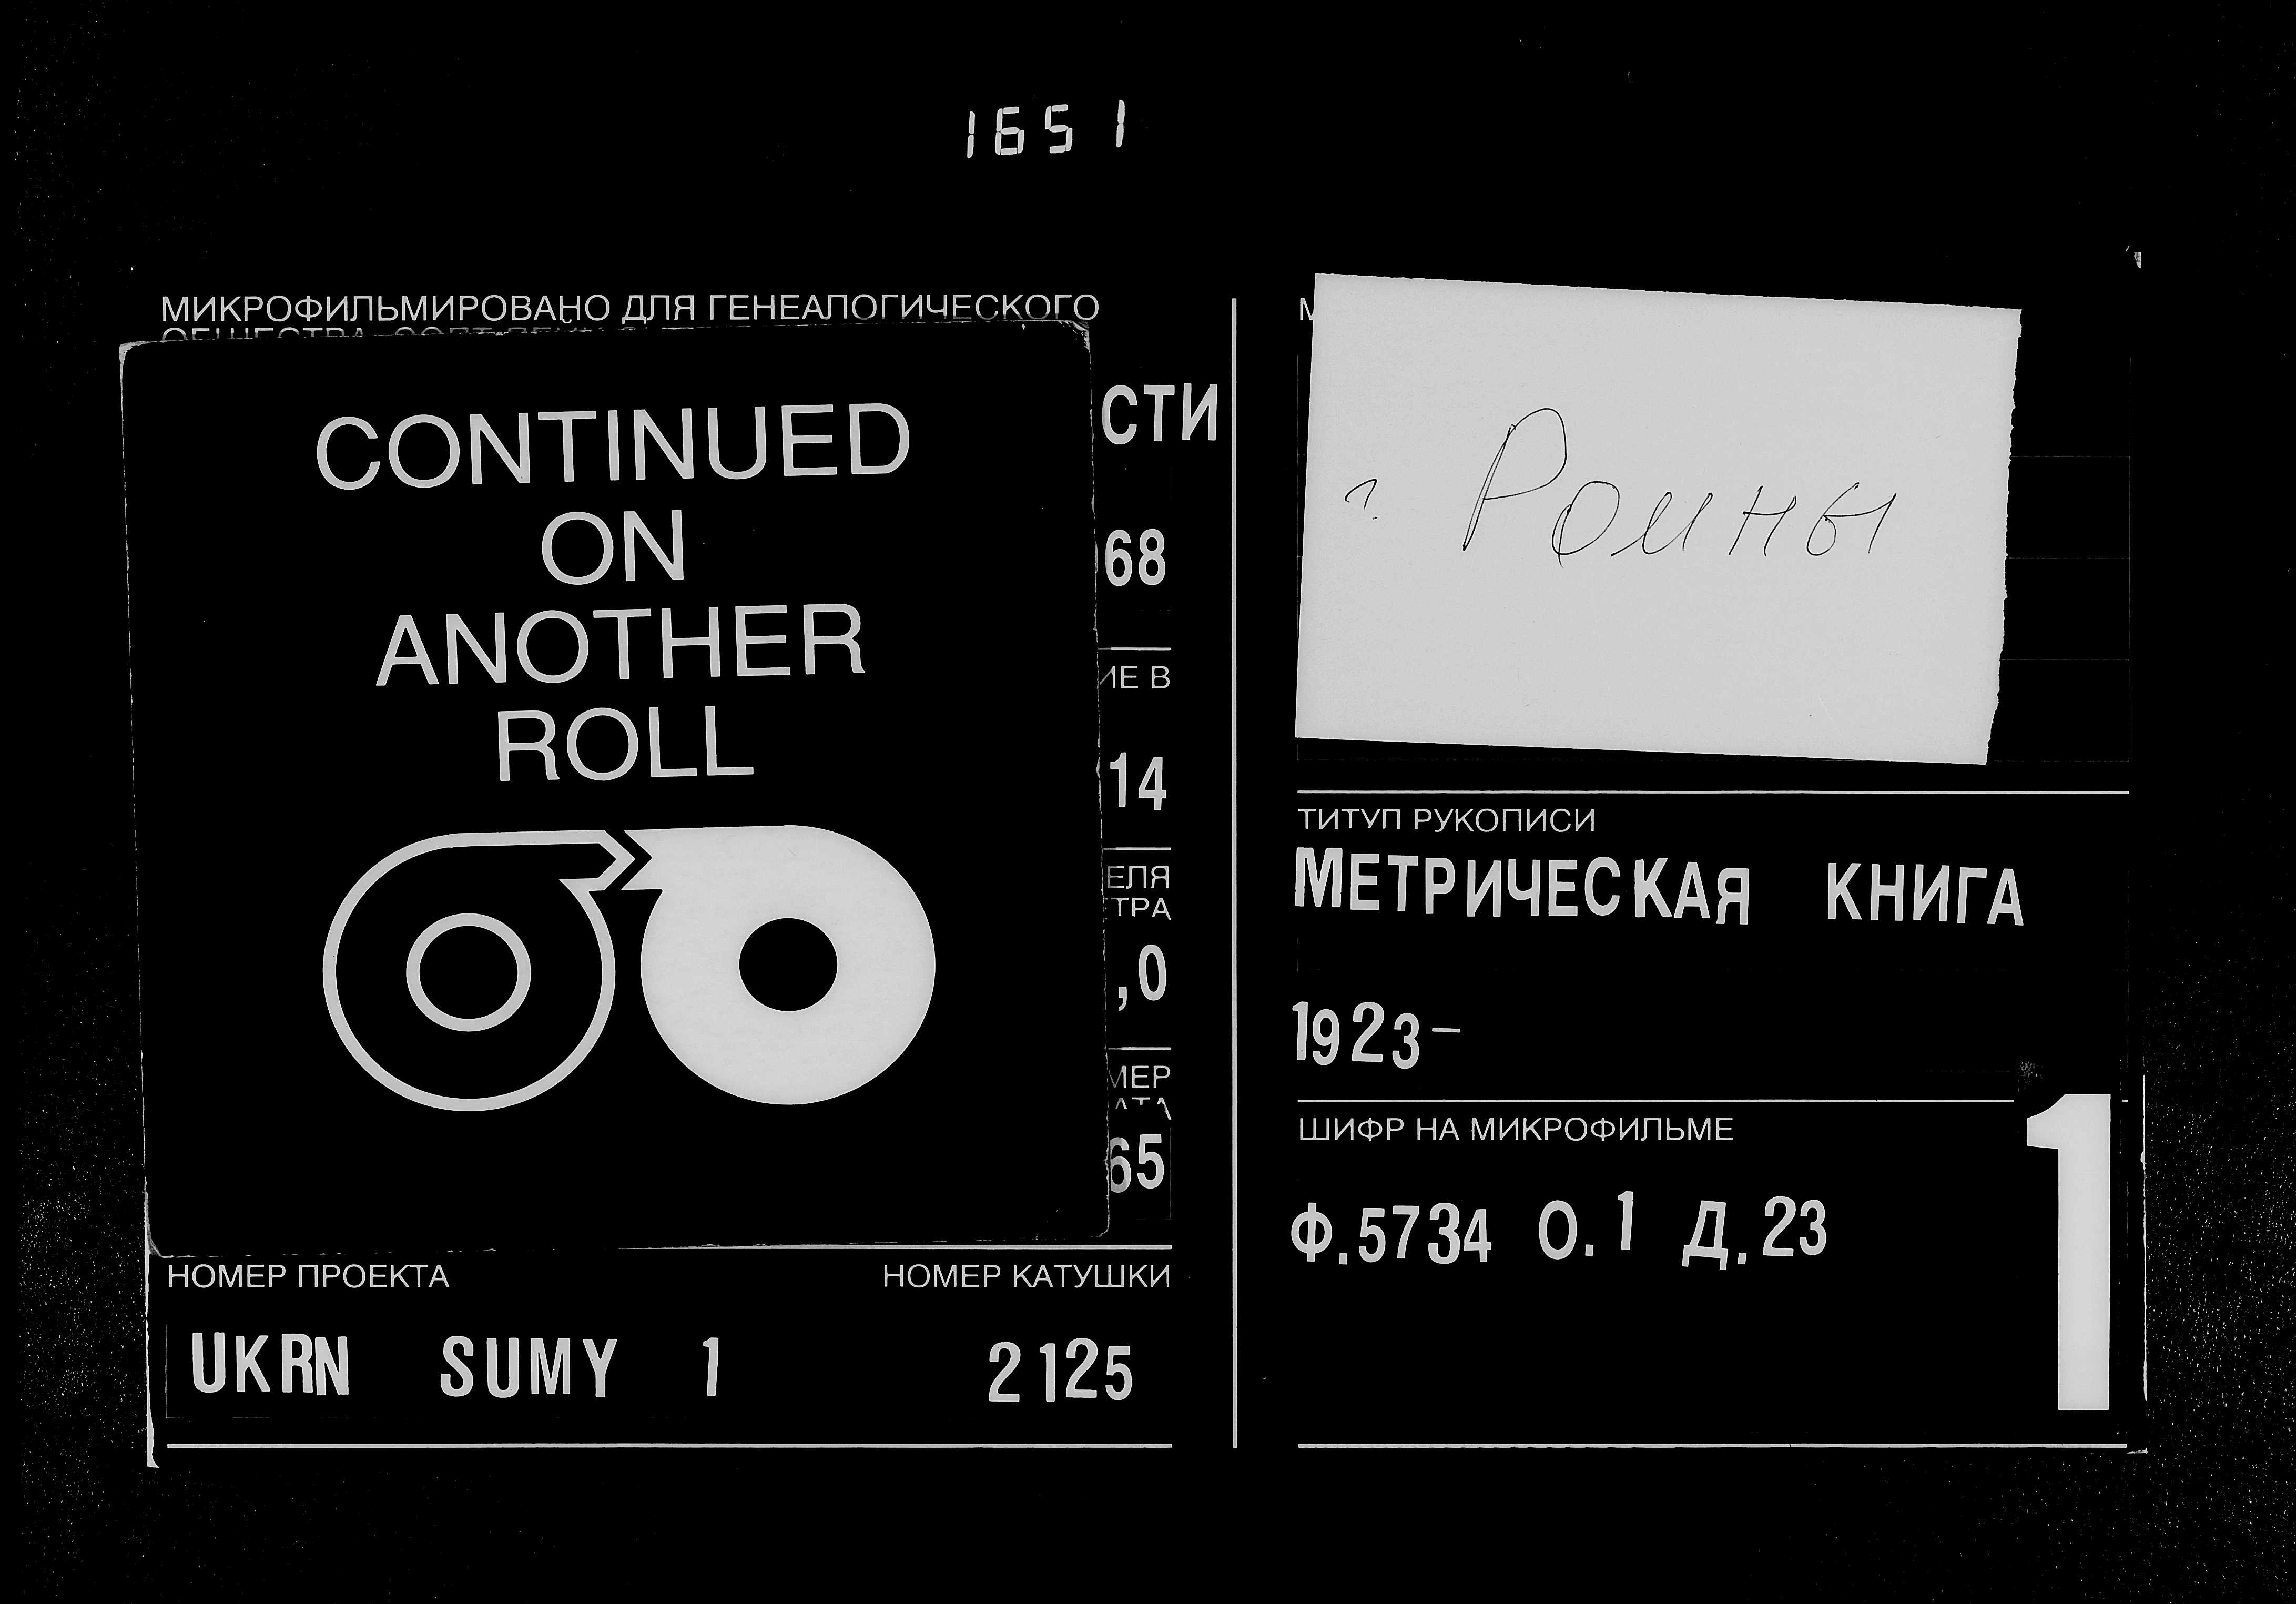 1651
МИКРОФИЛЬМИРОВАНО ДЛЯ ГЕНЕАЛОГИЧЕСКОГО
CONTINUED
ON
ANOTHER
ROLL
СТИ
68
ИЕ В
14
ЕЛЯ
ТРА
,0
МЕР
АТА
65
НОМЕР ПРОЕКТА
НОМЕР КАТУШКИ
UKRN SUMY 1
2125
г. Ромны
ТИТУЛ РУКОПИСИ
МЕТРИЧЕСКАЯ КНИГА
1923–
ШИФР НА МИКРОФИЛЬМЕ
Ф.5734 О.1 Д.23
1